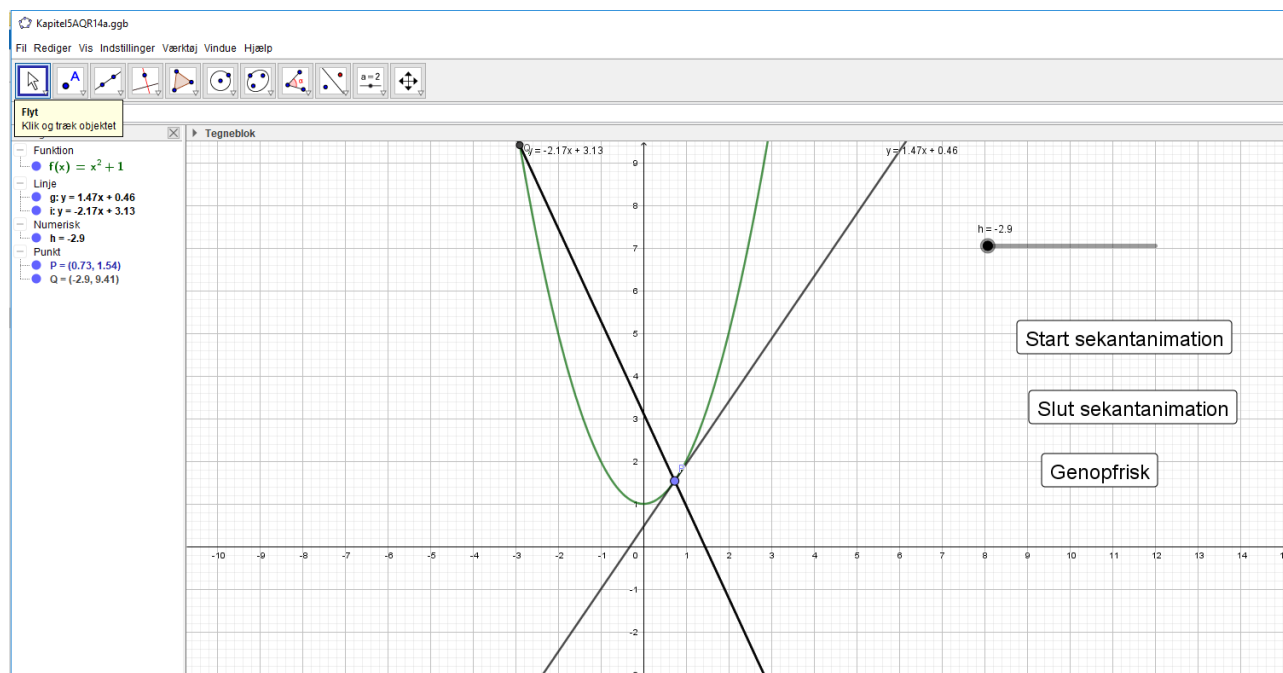 Kapitel5AQR14a.ggb
Fil Rediger Vis Indstillinger Værktøj Vindue Hjælp
A
α
a=2
Flyt
Klik og træk objektet
Tegneblok
Funktion
f(x) = x² + 1
Linje
g: y = 1.47x + 0.46
i: y = -2.17x + 3.13
Numerisk
h = -2.9
Punkt
P = (0.73, 1.54)
Q = (-2.9, 9.41)
Q
y = -2.17x + 3.13
y = 1.47x + 0.46
9
8
7
6
5
4
3
2
1
-1
-2
P
-10 -9 -8 -7 -6 -5 -4 -3 -2 -1 0 1 2 3 4 5 6 7 8 9 10 11 12 13 14
h = -2.9
Start sekantanimation
Slut sekantanimation
Genopfrisk